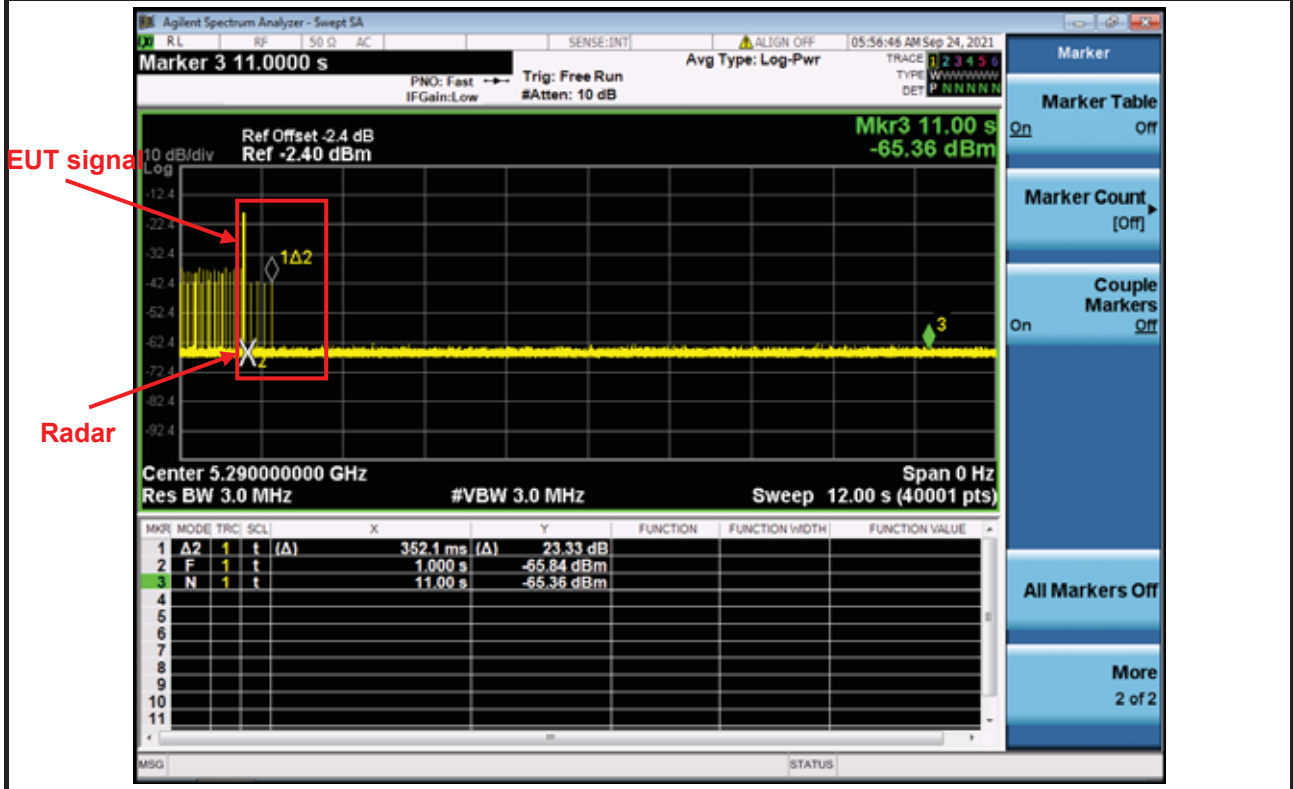 Agilent Spectrum Analyzer - Swept SA
RL RF 50 Ω AC SENSE:INT ALIGN OFF 05:56:46 AM Sep 24, 2021
Marker 3 11.0000 s
PNO: Fast
IFGain:Low
Trig: Free Run
#Atten: 10 dB
Avg Type: Log-Pwr
TRACE 1 2 3 4 5 6
TYPE WWWWWW
DET P N N N N N
Mkr3 11.00 s
-65.36 dBm
Ref Offset -2.4 dB
10 dB/div Ref -2.40 dBm
Log
EUT signal
-12.4
-22.4
-32.4
-42.4
-52.4
-62.4
-72.4
-82.4
-92.4
1Δ2
2
3
Radar
Center 5.290000000 GHz Span 0 Hz
Res BW 3.0 MHz #VBW 3.0 MHz Sweep 12.00 s (40001 pts)
MKR MODE TRC SCL X Y FUNCTION FUNCTION WIDTH FUNCTION VALUE
1 Δ2 1 t (Δ) 352.1 ms (Δ) 23.33 dB
2 F 1 t 1.000 s -65.84 dBm
3 N 1 t 11.00 s -65.36 dBm
4
5
6
7
8
9
10
11
MSG STATUS
Marker
Marker Table
On Off
Marker Count
[Off]
Couple
Markers
On Off
All Markers Off
More
2 of 2